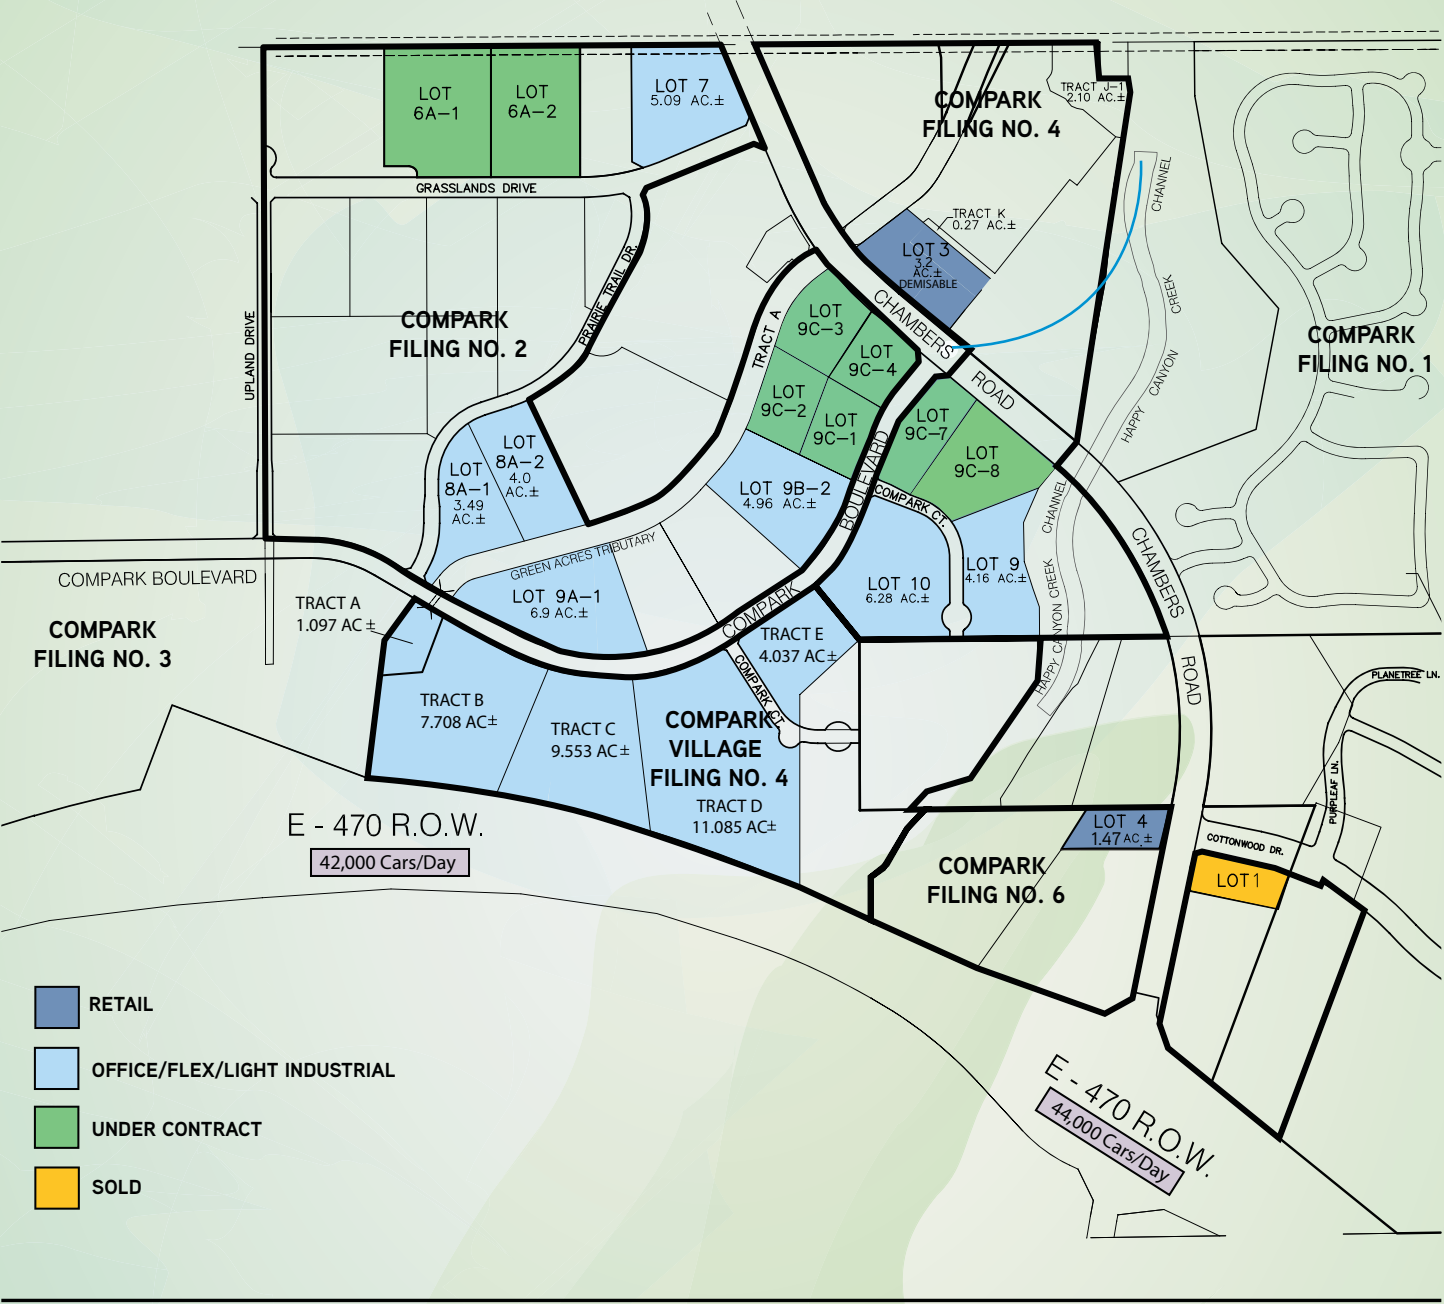 LOT
6A-1
LOT
6A-2
LOT 7
5.09 AC.±
COMPARK
FILING NO. 4
TRACT J-1
2.10 AC.±
GRASSLANDS DRIVE
TRACT K
0.27 AC.±
CHANNEL
CREEK
CANYON
HAPPY
LOT 3
3.2
AC.±
DEMISABLE
PRAIRIE TRAIL DR.
UPLAND DRIVE
COMPARK
FILING NO. 2
TRACT A
LOT
9C-3
LOT
9C-4
LOT
9C-2
LOT
9C-1
CHAMBERS
ROAD
LOT
9C-7
LOT
9C-8
COMPARK
FILING NO. 1
LOT
8A-2
4.0
AC.±
LOT
8A-1
3.49
AC.±
LOT 9B-2
4.96 AC.±
BOULEVARD
COMPARK CT.
CHANNEL
HAPPY CANYON CREEK
LOT 9
4.16 AC.±
LOT 10
6.28 AC.±
CHAMBERS
ROAD
GREEN ACRES TRIBUTARY
LOT 9A-1
6.9 AC.±
COMPARK
COMPARK BOULEVARD
TRACT A
1.097 AC ±
COMPARK
FILING NO. 3
TRACT E
4.037 AC±
COMPARK CT.
TRACT B
7.708 AC±
TRACT C
9.553 AC±
COMPARK
VILLAGE
FILING NO. 4
TRACT D
11.085 AC±
PLANETREE LN.
PURPLEAF LN.
E - 470 R.O.W.
42,000 Cars/Day
LOT 4
1.47 AC.±
COTTONWOOD DR.
COMPARK
FILING NO. 6
LOT 1
RETAIL
OFFICE/FLEX/LIGHT INDUSTRIAL
UNDER CONTRACT
SOLD
E - 470 R.O.W.
44,000 Cars/Day